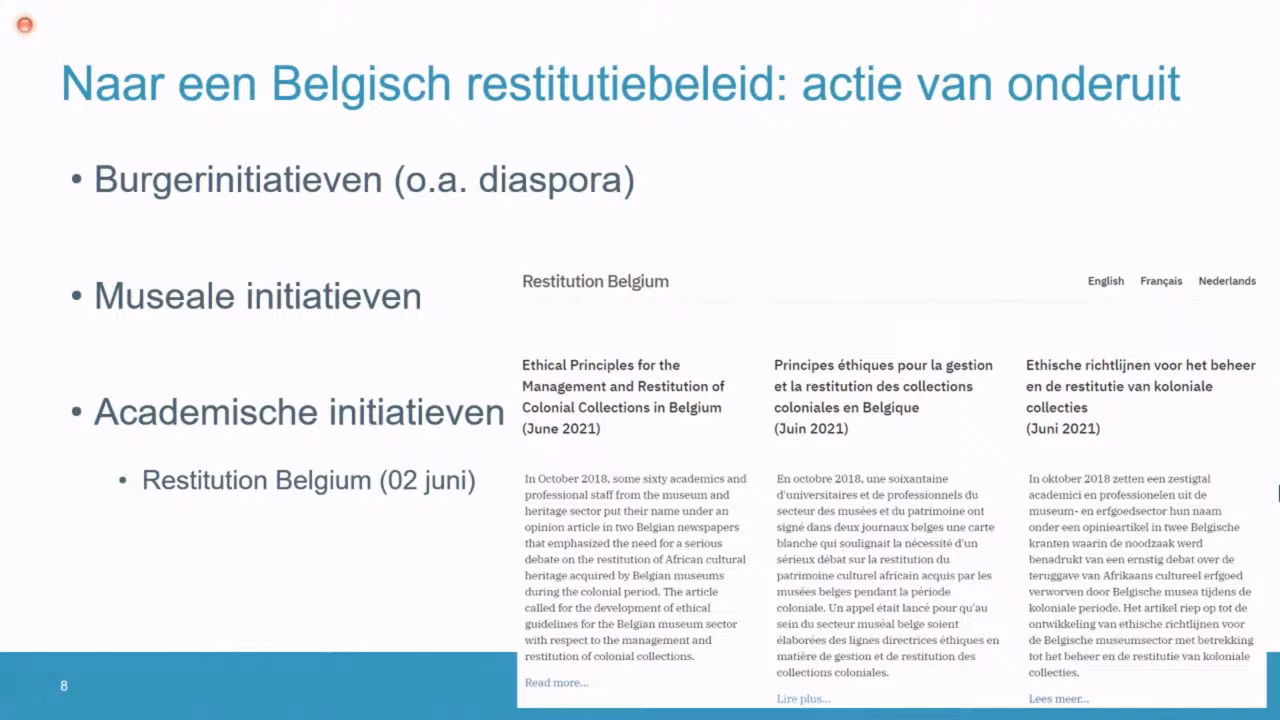 Naar een Belgisch restitutiebeleid: actie van onderuit
• Burgerinitiatieven (o.a. diaspora)
• Museale initiatieven
• Academische initiatieven
• Restitution Belgium (02 juni)
Restitution Belgium
English Français Nederlands
Ethical Principles for the
Management and Restitution of
Colonial Collections in Belgium
(June 2021)
In October 2018, some sixty academics and
professional staff from the museum and
heritage sector put their name under an
opinion article in two Belgian newspapers
that emphasized the need for a serious
debate on the restitution of African cultural
heritage acquired by Belgian museums
during the colonial period. The article
called for the development of ethical
guidelines for the Belgian museum sector
with respect to the management and
restitution of colonial collections.
Read more...
Principes éthiques pour la gestion
et la restitution des collections
coloniales en Belgique
(Juin 2021)
En octobre 2018, une soixantaine
d'universitaires et de professionnels du
secteur des musées et du patrimoine ont
signé dans deux journaux belges une carte
blanche qui soulignait la nécessité d'un
sérieux débat sur la restitution du
patrimoine culturel africain acquis par les
musées belges pendant la période
coloniale. Un appel était lancé pour qu'au
sein du secteur muséal belge soient
élaborées des lignes directrices éthiques en
matière de gestion et de restitution des
collections coloniales.
Lire plus...
Ethische richtlijnen voor het beheer
en de restitutie van koloniale
collecties
(Juni 2021)
In oktober 2018 zetten een zestigtal
academici en professionelen uit de
museum- en erfgoedsector hun naam
onder een opinieartikel in twee Belgische
kranten waarin de noodzaak werd
benadrukt van een ernstig debat over de
teruggave van Afrikaans cultureel erfgoed
verworven door Belgische musea tijdens de
koloniale periode. Het artikel riep op tot de
ontwikkeling van ethische richtlijnen voor
de Belgische museumsector met betrekking
tot het beheer en de restitutie van koloniale
collecties.
Lees meer...
8